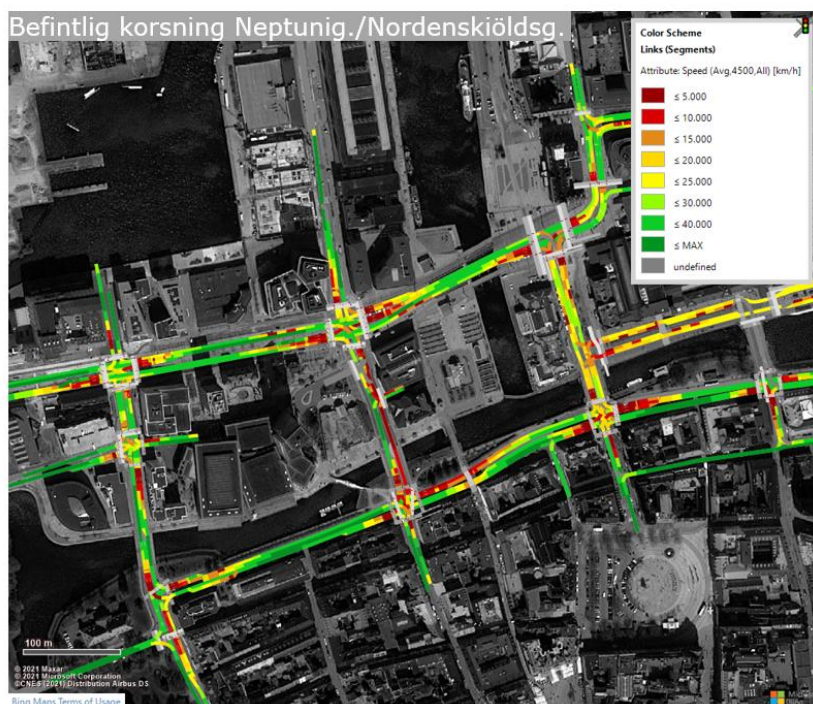 Befintlig korsning Neptunig./Nordenskiöldsg.
Color Scheme
Links (Segments)
Attribute: Speed (Avg,4500,All) [km/h]
≤ 5.000
≤ 10.000
≤ 15.000
≤ 20.000
≤ 25.000
≤ 30.000
≤ 40.000
≤ MAX
undefined
100 m
© 2021 Maxar
© 2021 Microsoft Corporation
©CNES (2021) Distribution Airbus DS
Bing Maps Terms of Usage